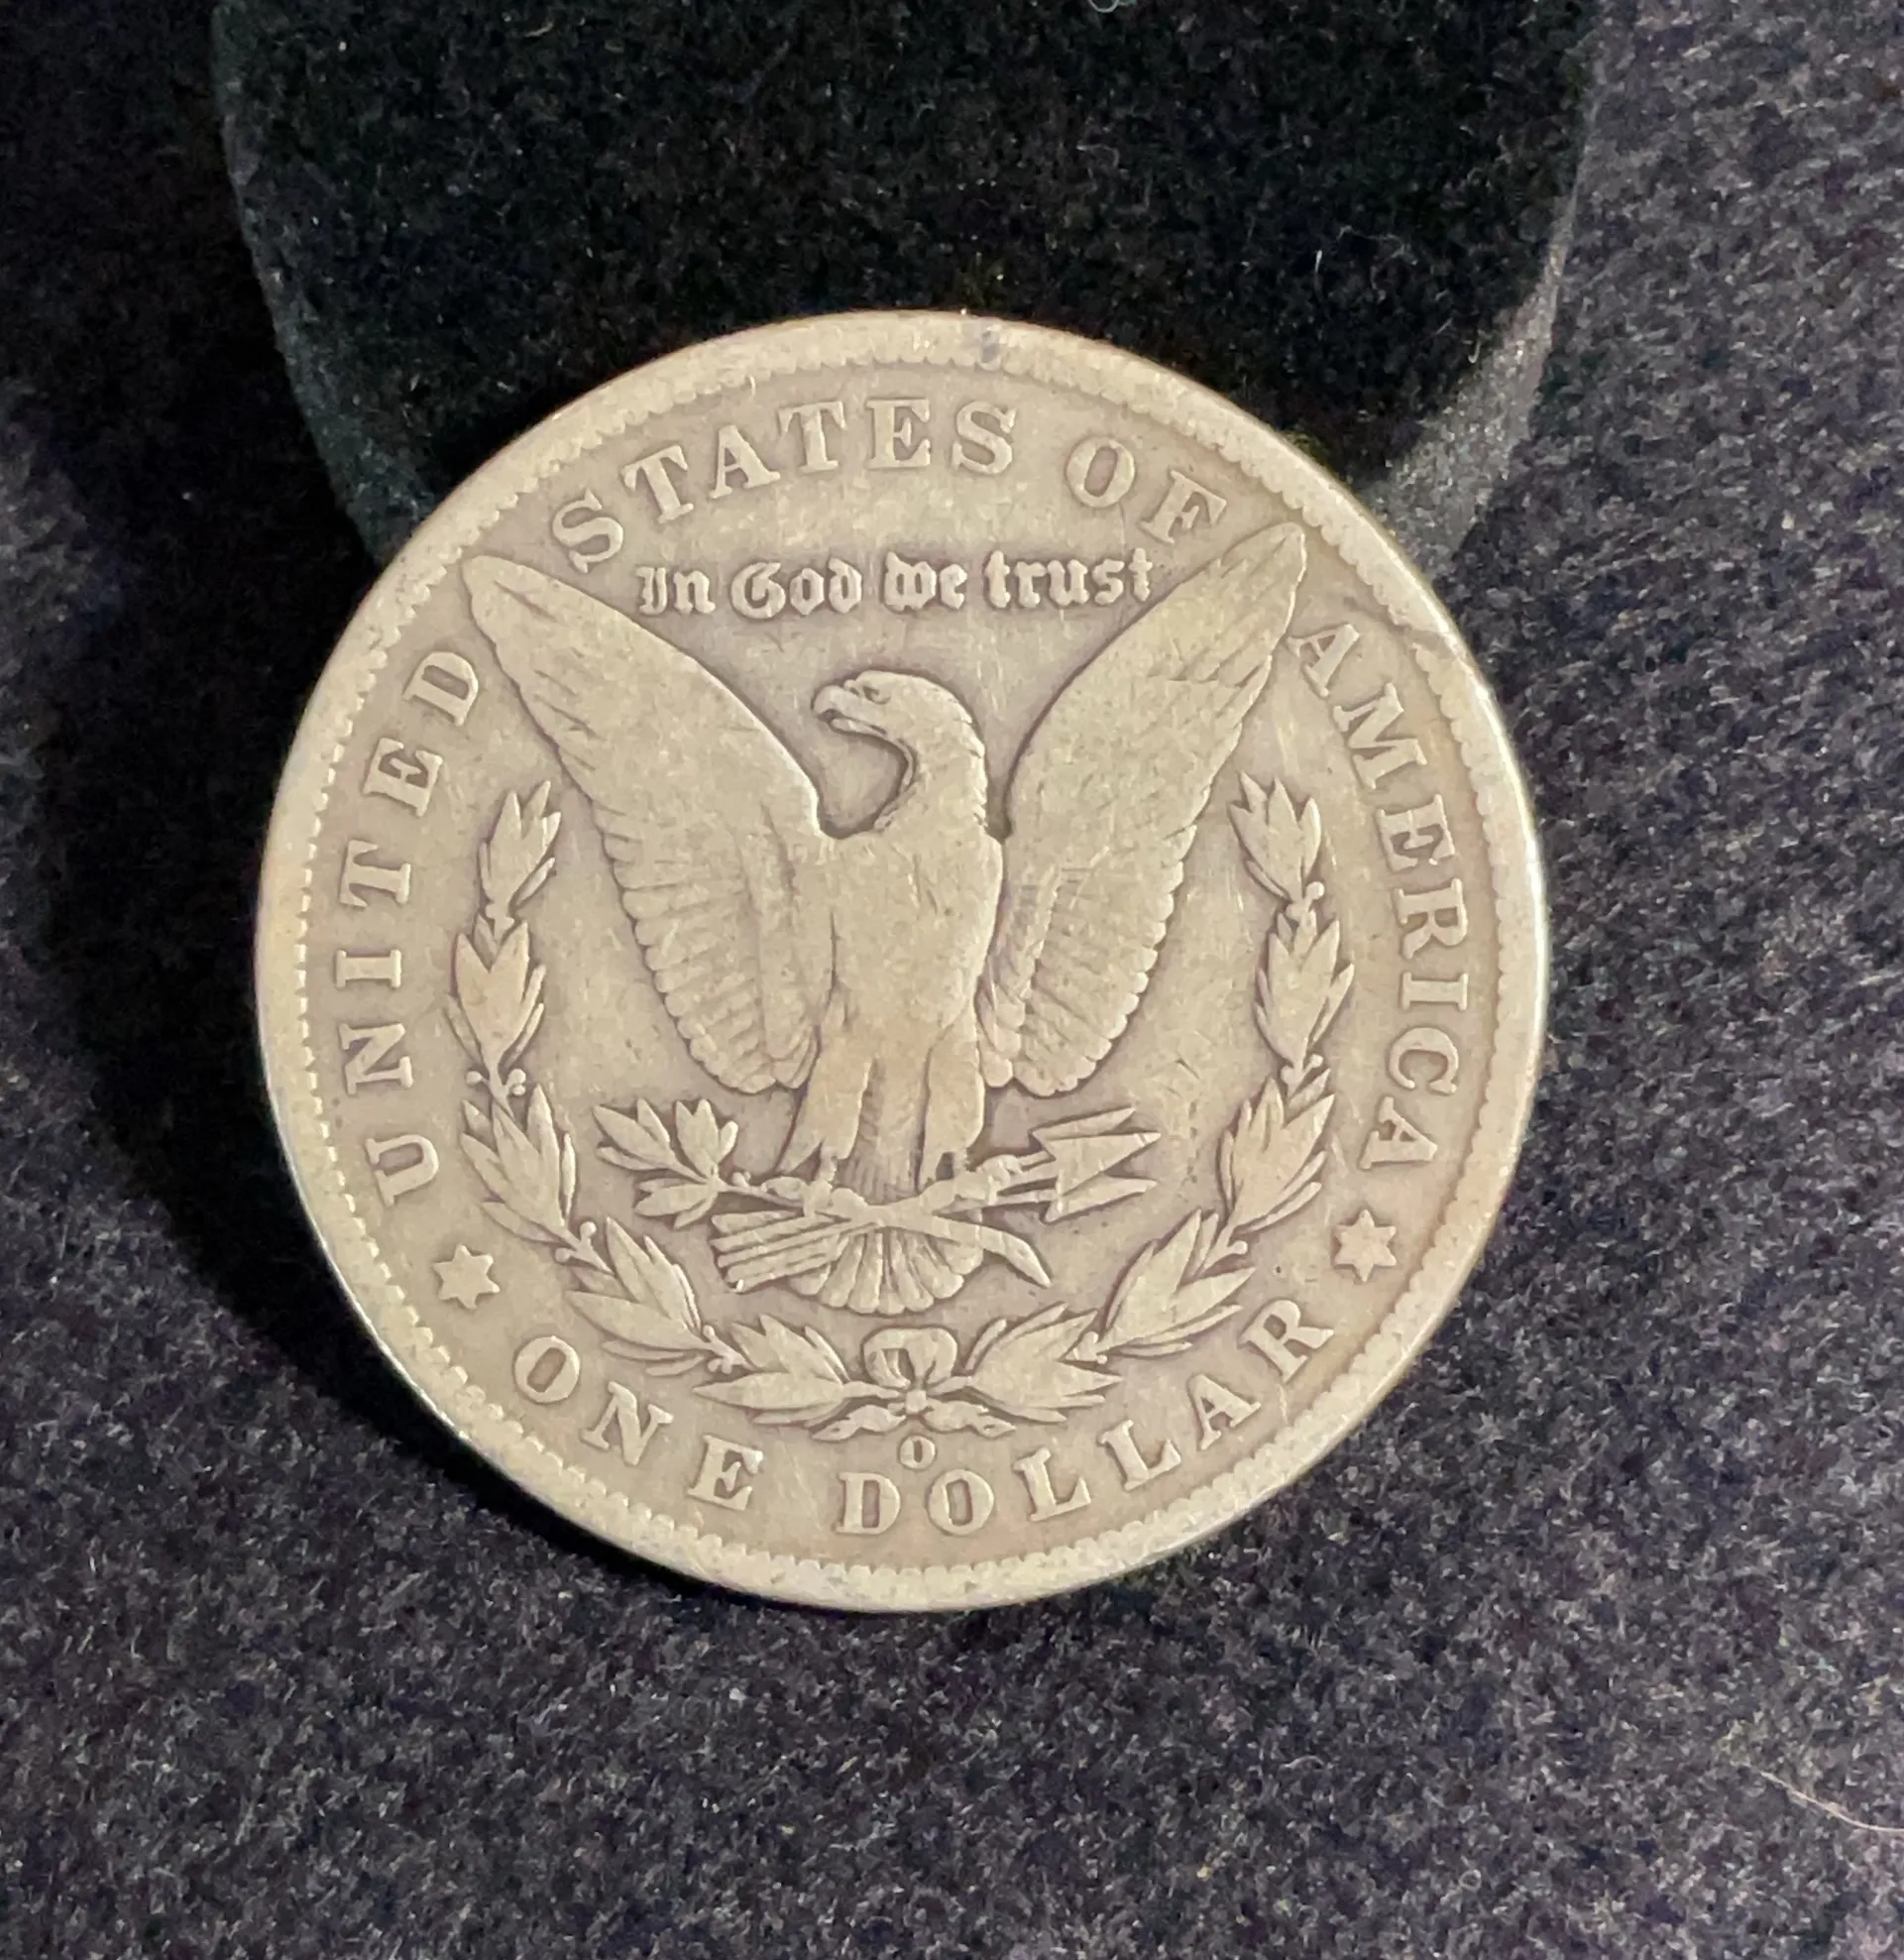 UNITED STATES OF AMERICA
In God we trust
O
ONE DOLLAR